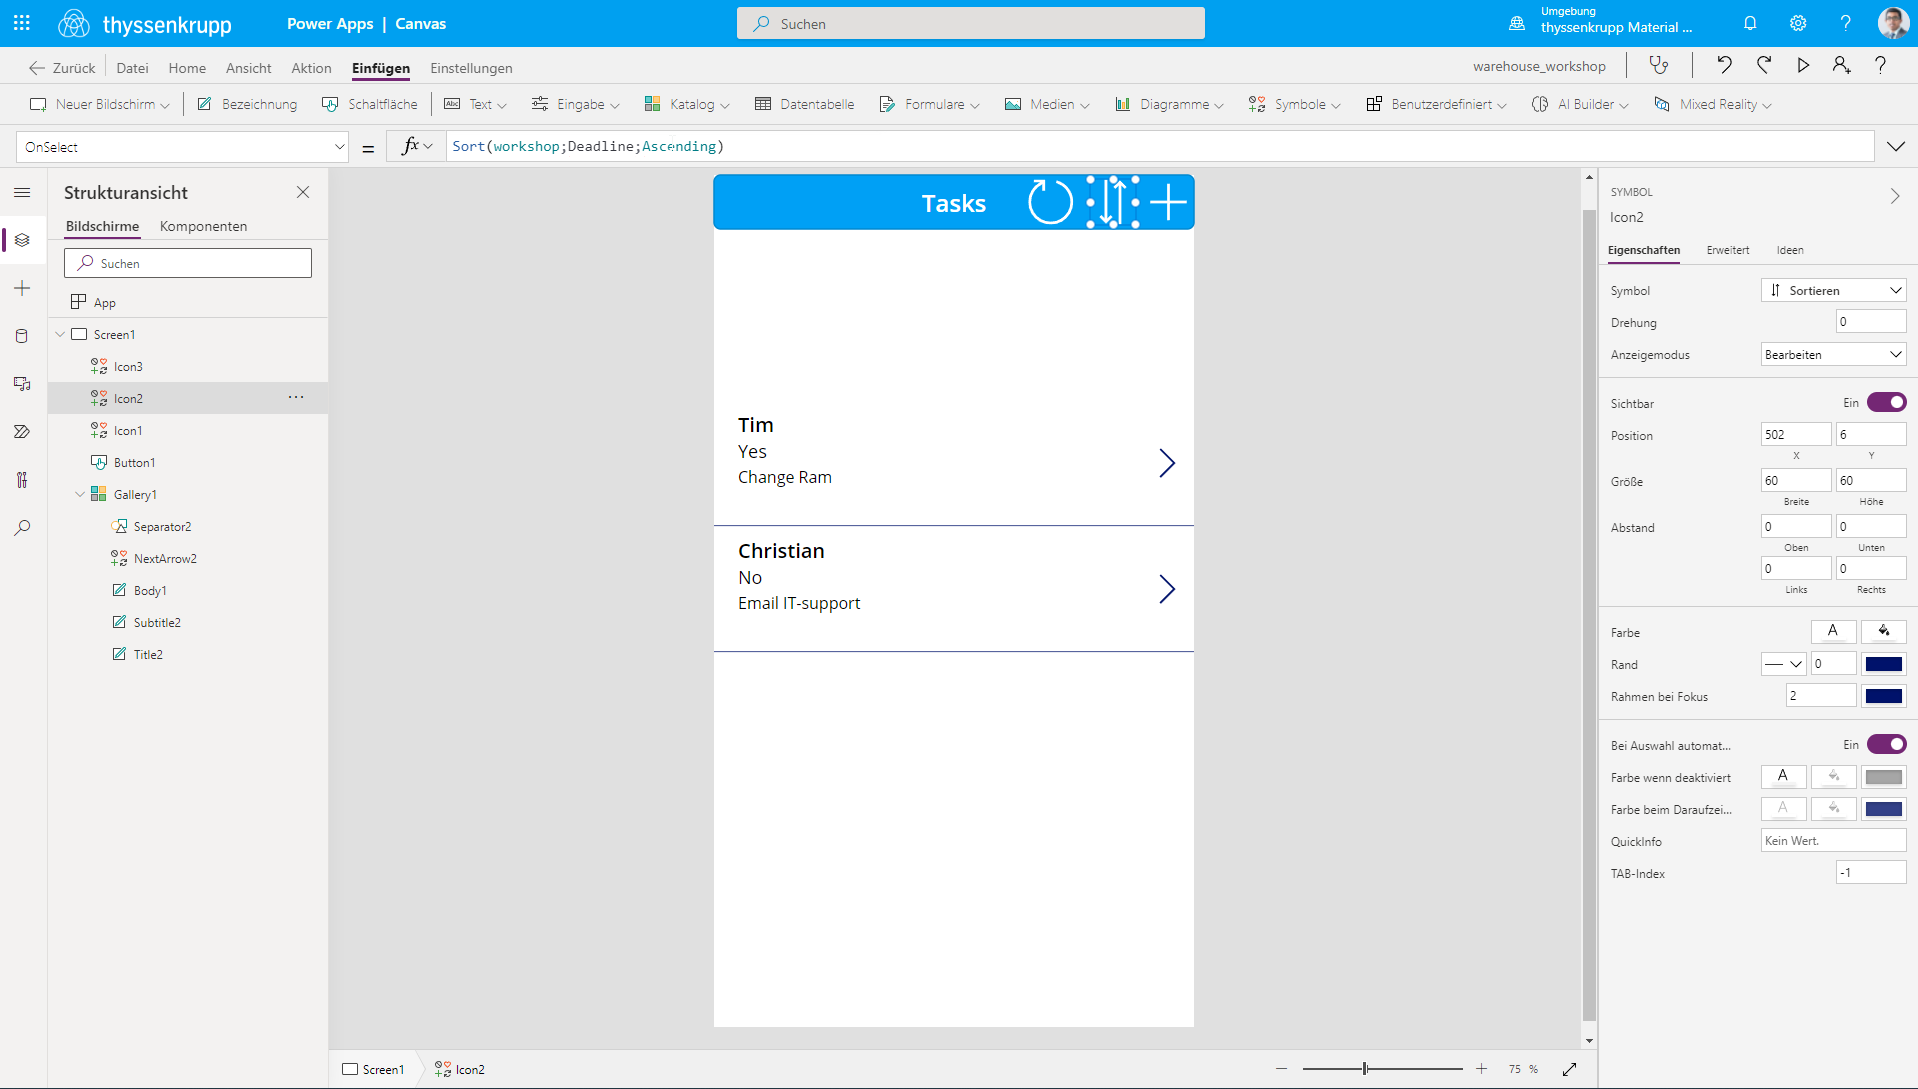 thyssenkrupp
Power Apps | Canvas
Suchen
Umgebung
thyssenkrupp Material ...
Zurück
Datei
Home
Ansicht
Aktion
Einfügen
Einstellungen
warehouse_workshop
Neuer Bildschirm
Bezeichnung
Schaltfläche
Abc Text
Eingabe
Katalog
Datentabelle
Formulare
Medien
Diagramme
Symbole
Benutzerdefiniert
AI Builder
Mixed Reality
OnSelect
=
fx
Sort(workshop;Deadline;Ascending)
Strukturansicht
Bildschirme
Komponenten
Suchen
App
Screen1
Icon3
Icon2
...
Icon1
Button1
Gallery1
Separator2
NextArrow2
Body1
Subtitle2
Title2
Tasks
Tim
Yes
Change Ram
Christian
No
Email IT-support
SYMBOL
Icon2
Eigenschaften
Erweitert
Ideen
Symbol
Sortieren
Drehung
0
Anzeigemodus
Bearbeiten
Sichtbar
Ein
Position
502
6
X
Y
Größe
60
60
Breite
Höhe
Abstand
0
0
Oben
Unten
0
0
Links
Rechts
Farbe
A
Rand
0
Rahmen bei Fokus
2
Bei Auswahl automat...
Ein
Farbe wenn deaktiviert
A
Farbe beim Daraufzei...
A
QuickInfo
Kein Wert.
TAB-Index
-1
Screen1
Icon2
75 %